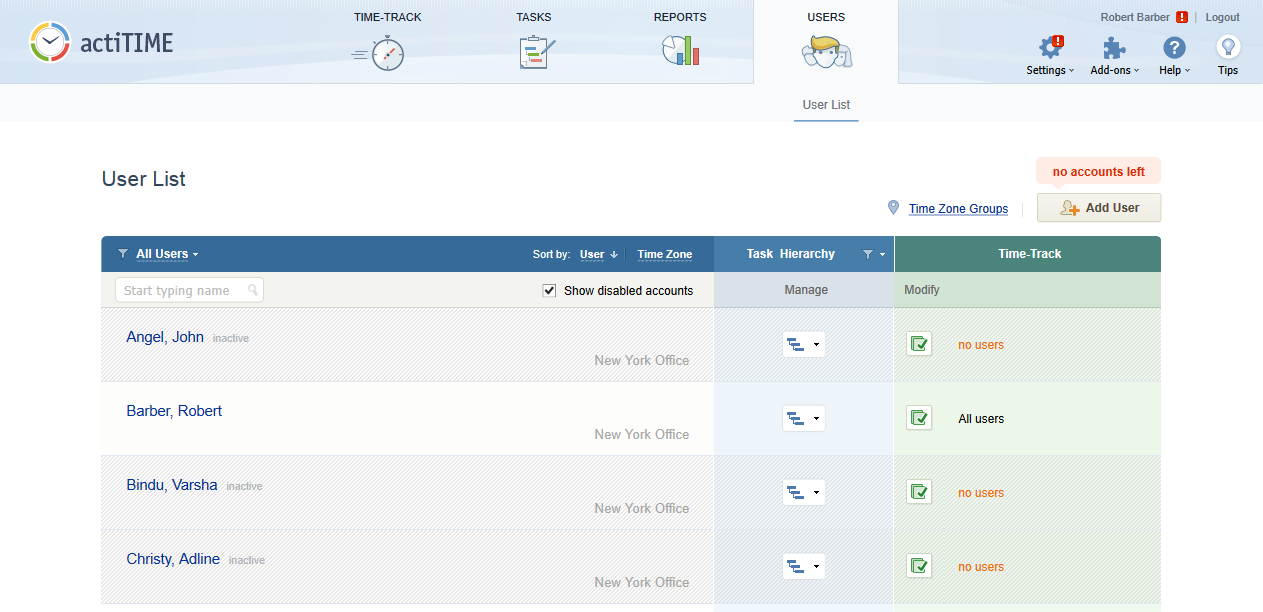 actiTIME
TIME-TRACK
TASKS
REPORTS
USERS
Robert Barber ! | Logout
Settings
Add-ons
Help
Tips
User List
User List
no accounts left
Time Zone Groups
Add User
All Users
Sort by: User Time Zone
Task Hierarchy
Time-Track
Start typing name
Show disabled accounts
Manage
Modify
Angel, John inactive
New York Office
no users
Barber, Robert
New York Office
All users
Bindu, Varsha inactive
New York Office
no users
Christy, Adline inactive
New York Office
no users